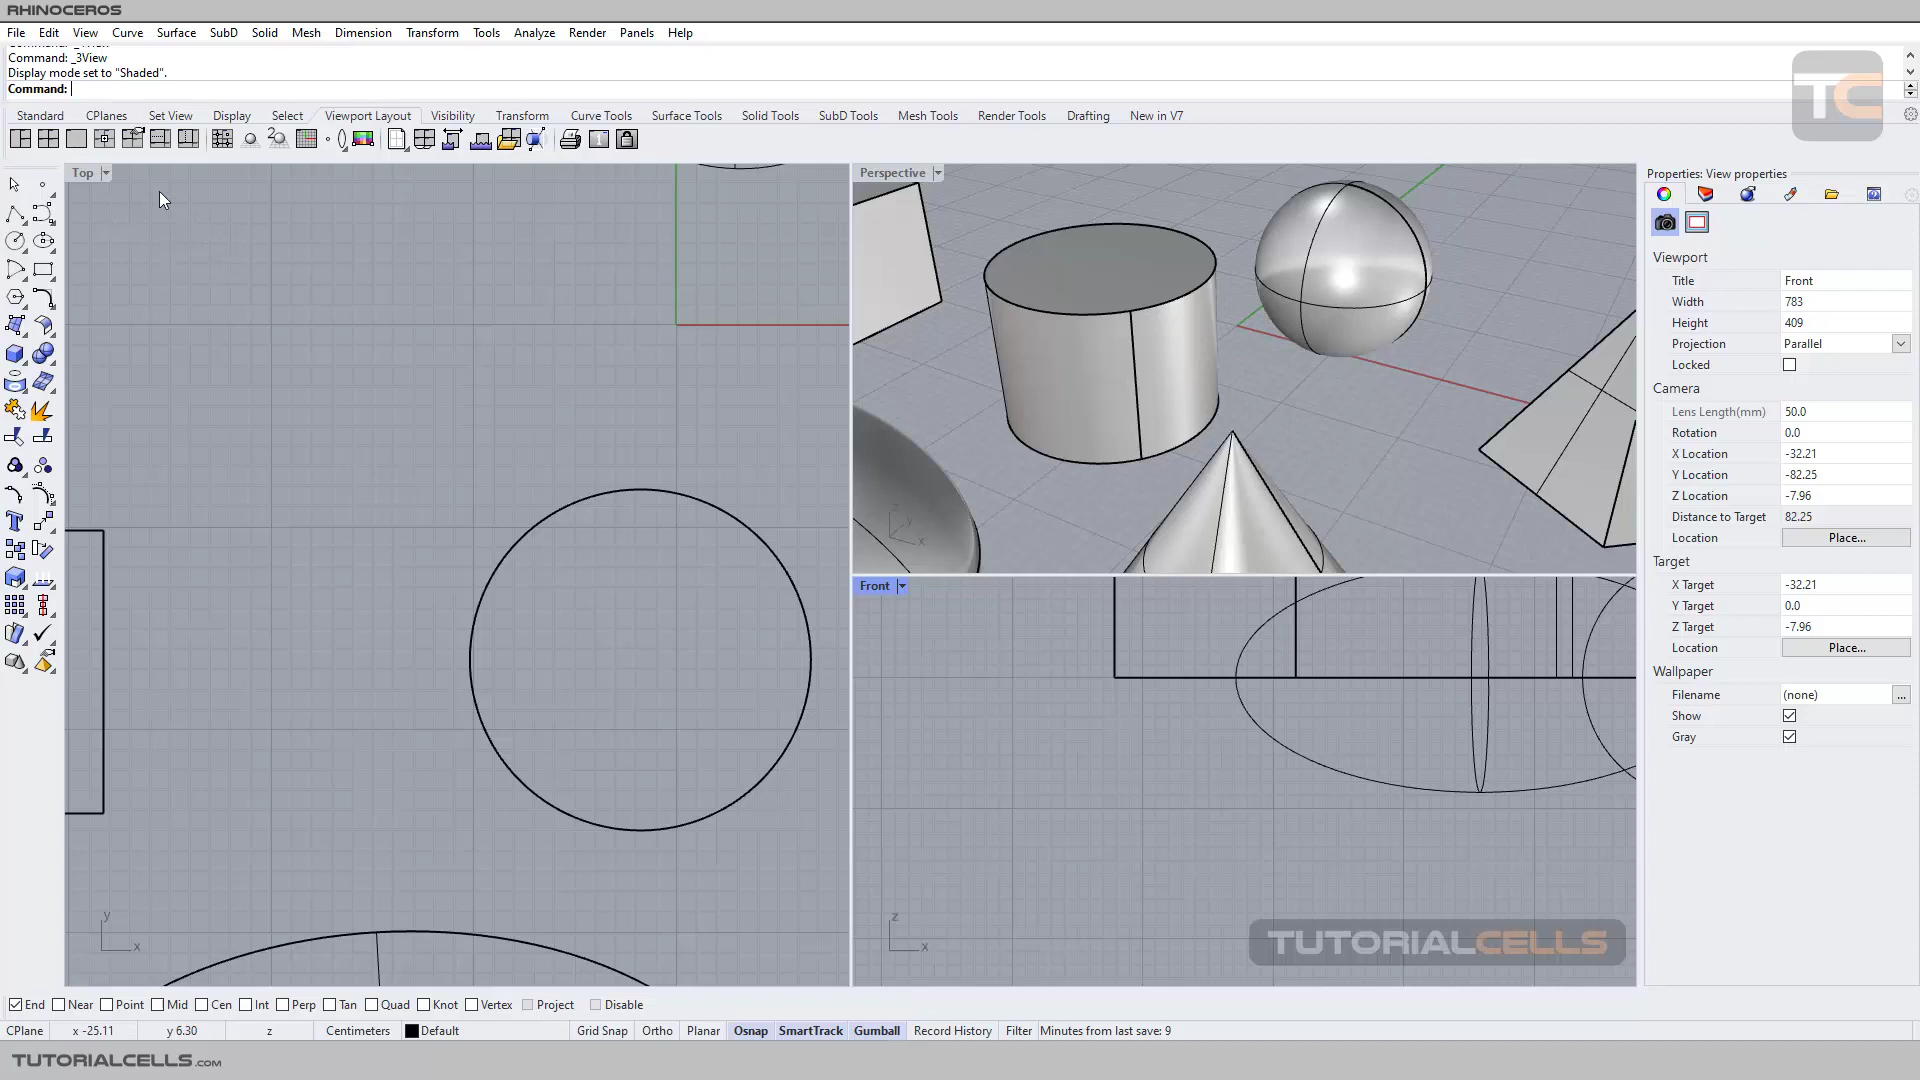 RHINOCEROS
File Edit View Curve Surface SubD Solid Mesh Dimension Transform Tools Analyze Render Panels Help
Command: _3View
Display mode set to "Shaded".
Command:
TC
Standard CPlanes Set View Display Select Viewport Layout Visibility Transform Curve Tools Surface Tools Solid Tools SubD Tools Mesh Tools Render Tools Drafting New in V7
Top
Perspective
Front
z y x
y x
z x
TUTORIALCELLS
Properties: View properties
Viewport
Title Front
Width 783
Height 409
Projection Parallel
Locked
Camera
Lens Length(mm) 50.0
Rotation 0.0
X Location -32.21
Y Location -82.25
Z Location -7.96
Distance to Target 82.25
Location Place...
Target
X Target -32.21
Y Target 0.0
Z Target -7.96
Location Place...
Wallpaper
Filename (none) ...
Show
Gray
End Near Point Mid Cen Int Perp Tan Quad Knot Vertex Project Disable
CPlane x -25.11 y 6.30 z Centimeters Default Grid Snap Ortho Planar Osnap SmartTrack Gumball Record History Filter Minutes from last save: 9
TUTORIALCELLS.COM